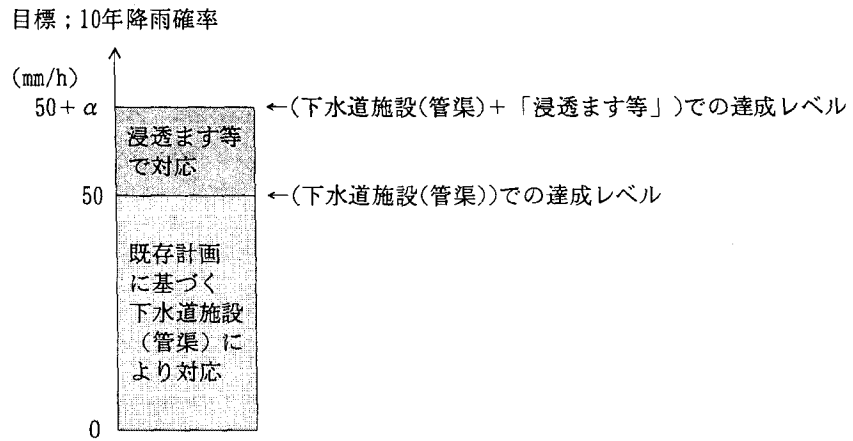 目標；10年降雨確率
(mm/h)
50＋α
←(下水道施設(管渠)＋「浸透ます等」)での達成レベル
浸透ます等
で対応
50
←(下水道施設(管渠))での達成レベル
既存計画
に基づく
下水道施設
（管渠）に
より対応
0